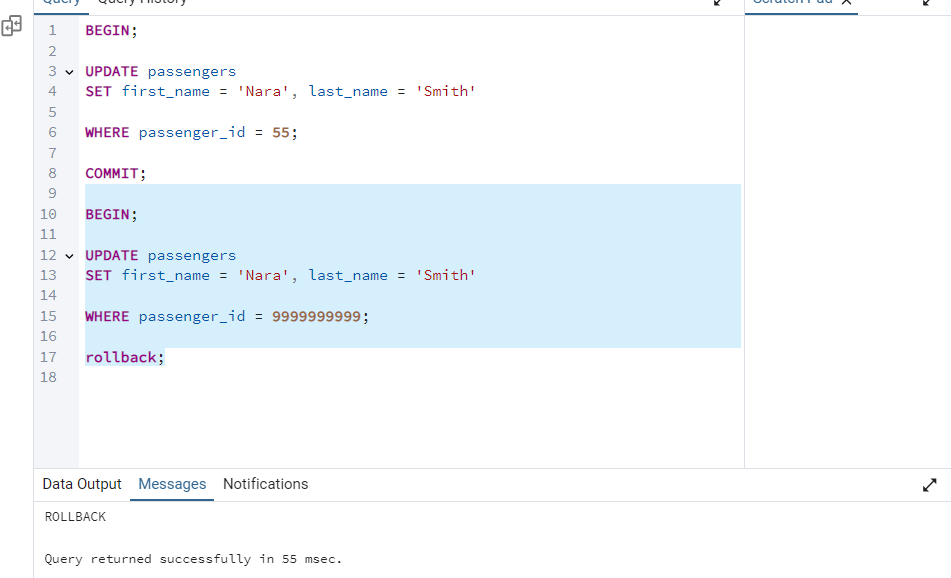 Query Query History Scratch Pad
1 BEGIN;
2
3 UPDATE passengers
4 SET first_name = 'Nara', last_name = 'Smith'
5
6 WHERE passenger_id = 55;
7
8 COMMIT;
9
10 BEGIN;
11
12 UPDATE passengers
13 SET first_name = 'Nara', last_name = 'Smith'
14
15 WHERE passenger_id = 9999999999;
16
17 rollback;
18
Data Output Messages Notifications
ROLLBACK
Query returned successfully in 55 msec.